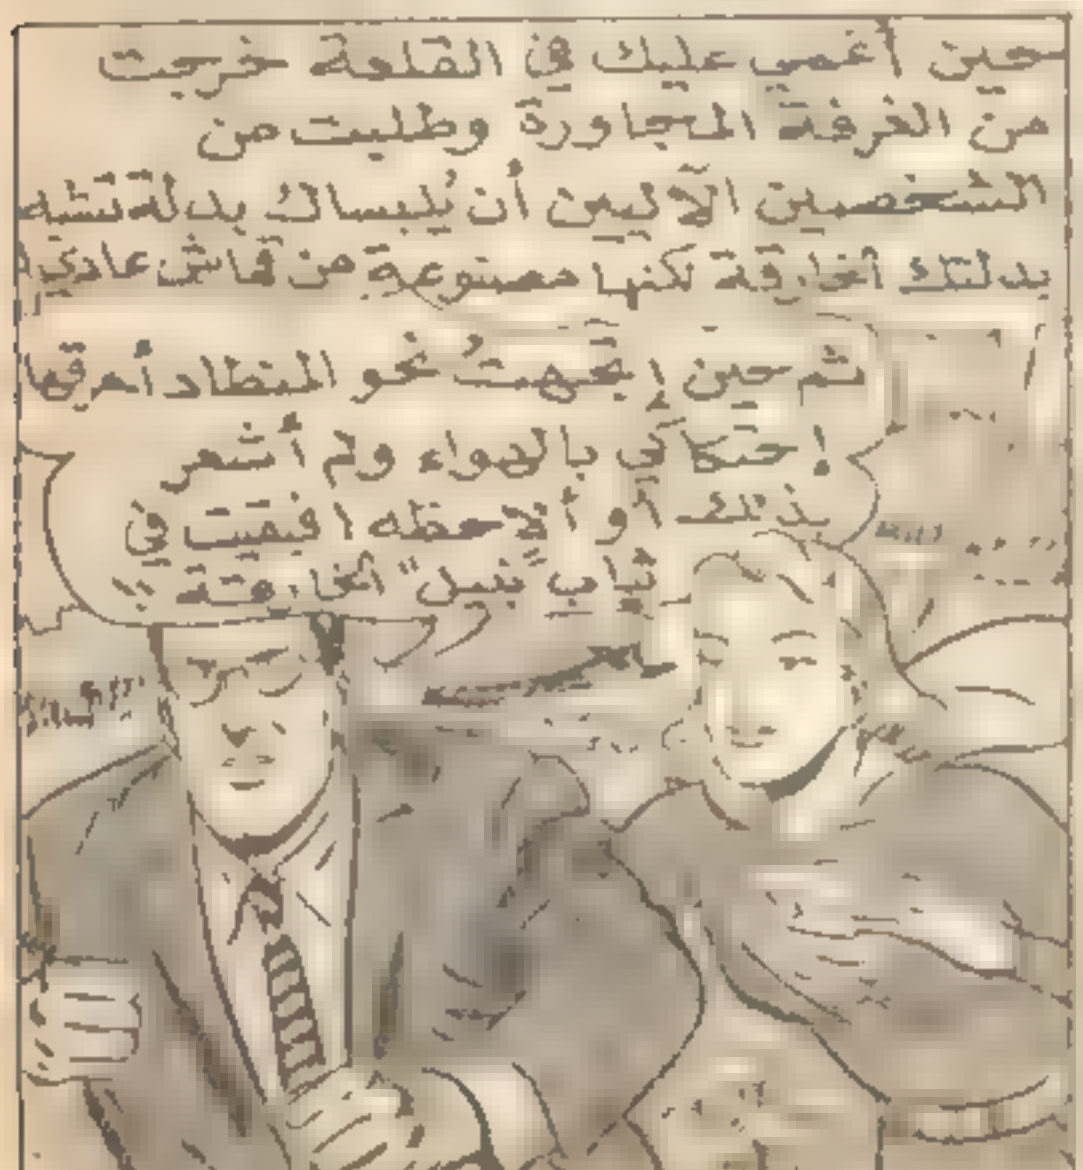 حين أغمي عليك في القلعة خرجت
من الغرفة المجاورة وطلبت من
الشخصين الآليين أن يُلبساك بدلة تشبه
بدلتك الخارقة لكنها مصنوعة من قماش عادي!
ثم حين إتجهت نحو المنطاد أحرقها
إحتكاكي بالهواء ولم أشعر
بذلك أو ألاحظه! فبقيت في
ثياب "نبيل" الخارقة